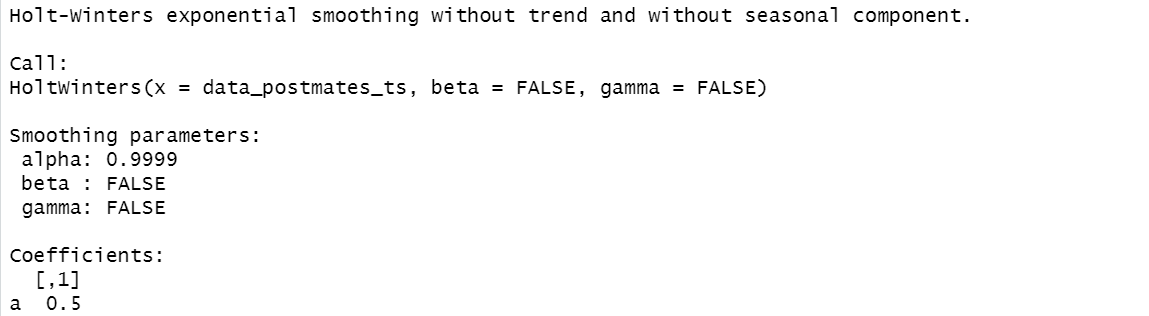 Holt-Winters exponential smoothing without trend and without seasonal component.
Call:
HoltWinters(x = data_postmates_ts, beta = FALSE, gamma = FALSE)
Smoothing parameters:
alpha: 0.9999
beta : FALSE
gamma: FALSE
Coefficients:
[,1]
a 0.5